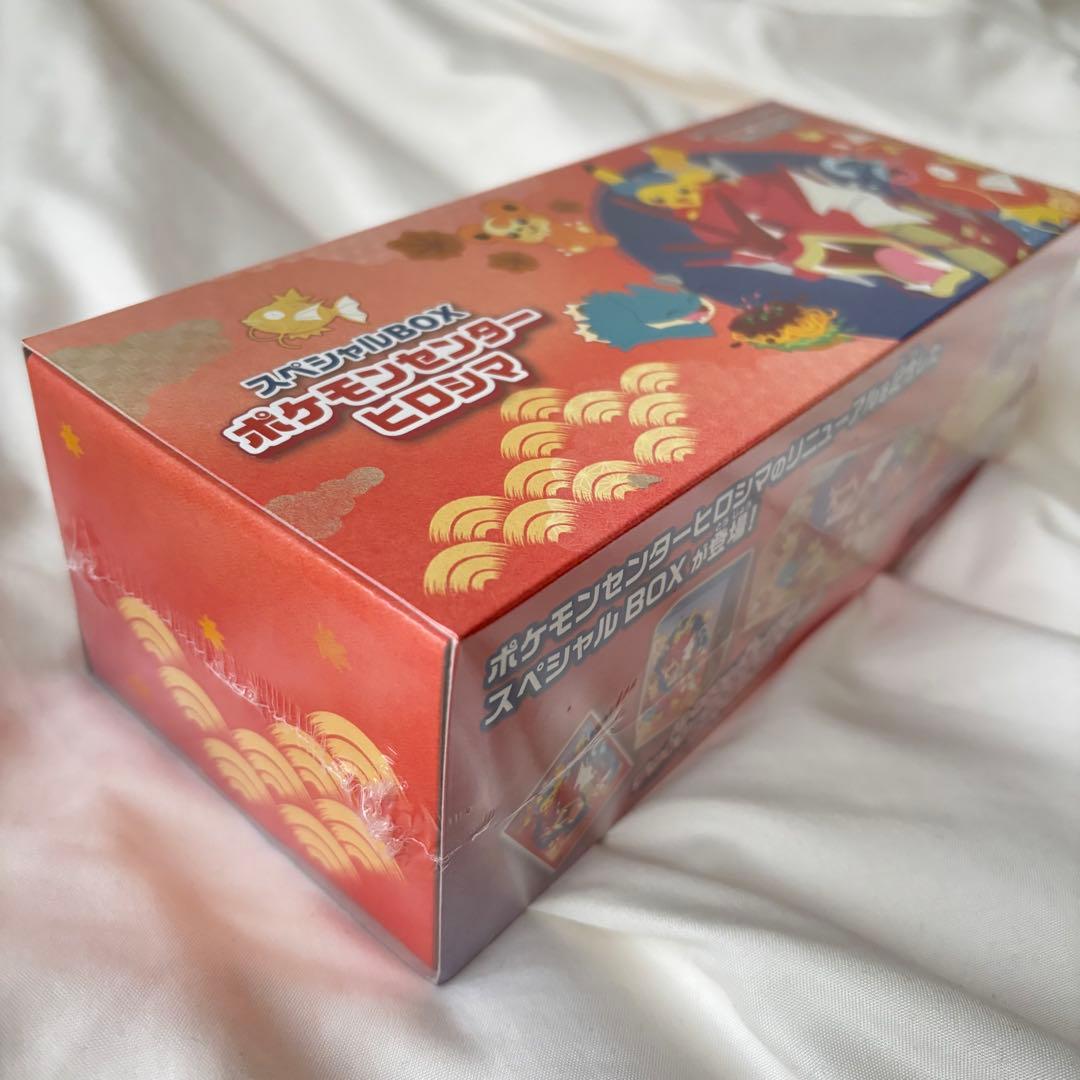 スペシャルBOX
ポケモンセンター
ヒロシマ
ポケモンセンターヒロシマのリニューアルを記念した
スペシャルBOXが登場!